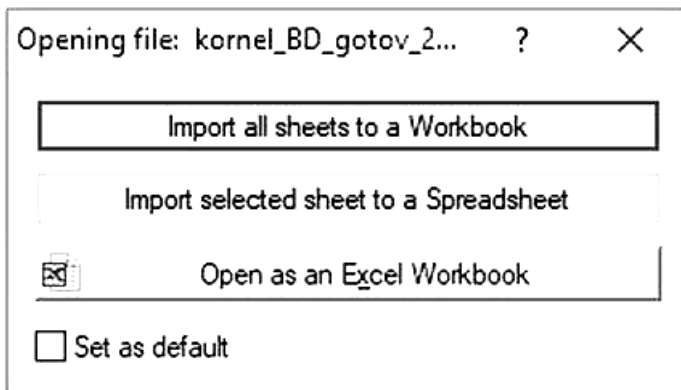 Opening file: kornel_BD_gotov_2... ? X
Import all sheets to a Workbook
Import selected sheet to a Spreadsheet
Open as an Excel Workbook
Set as default